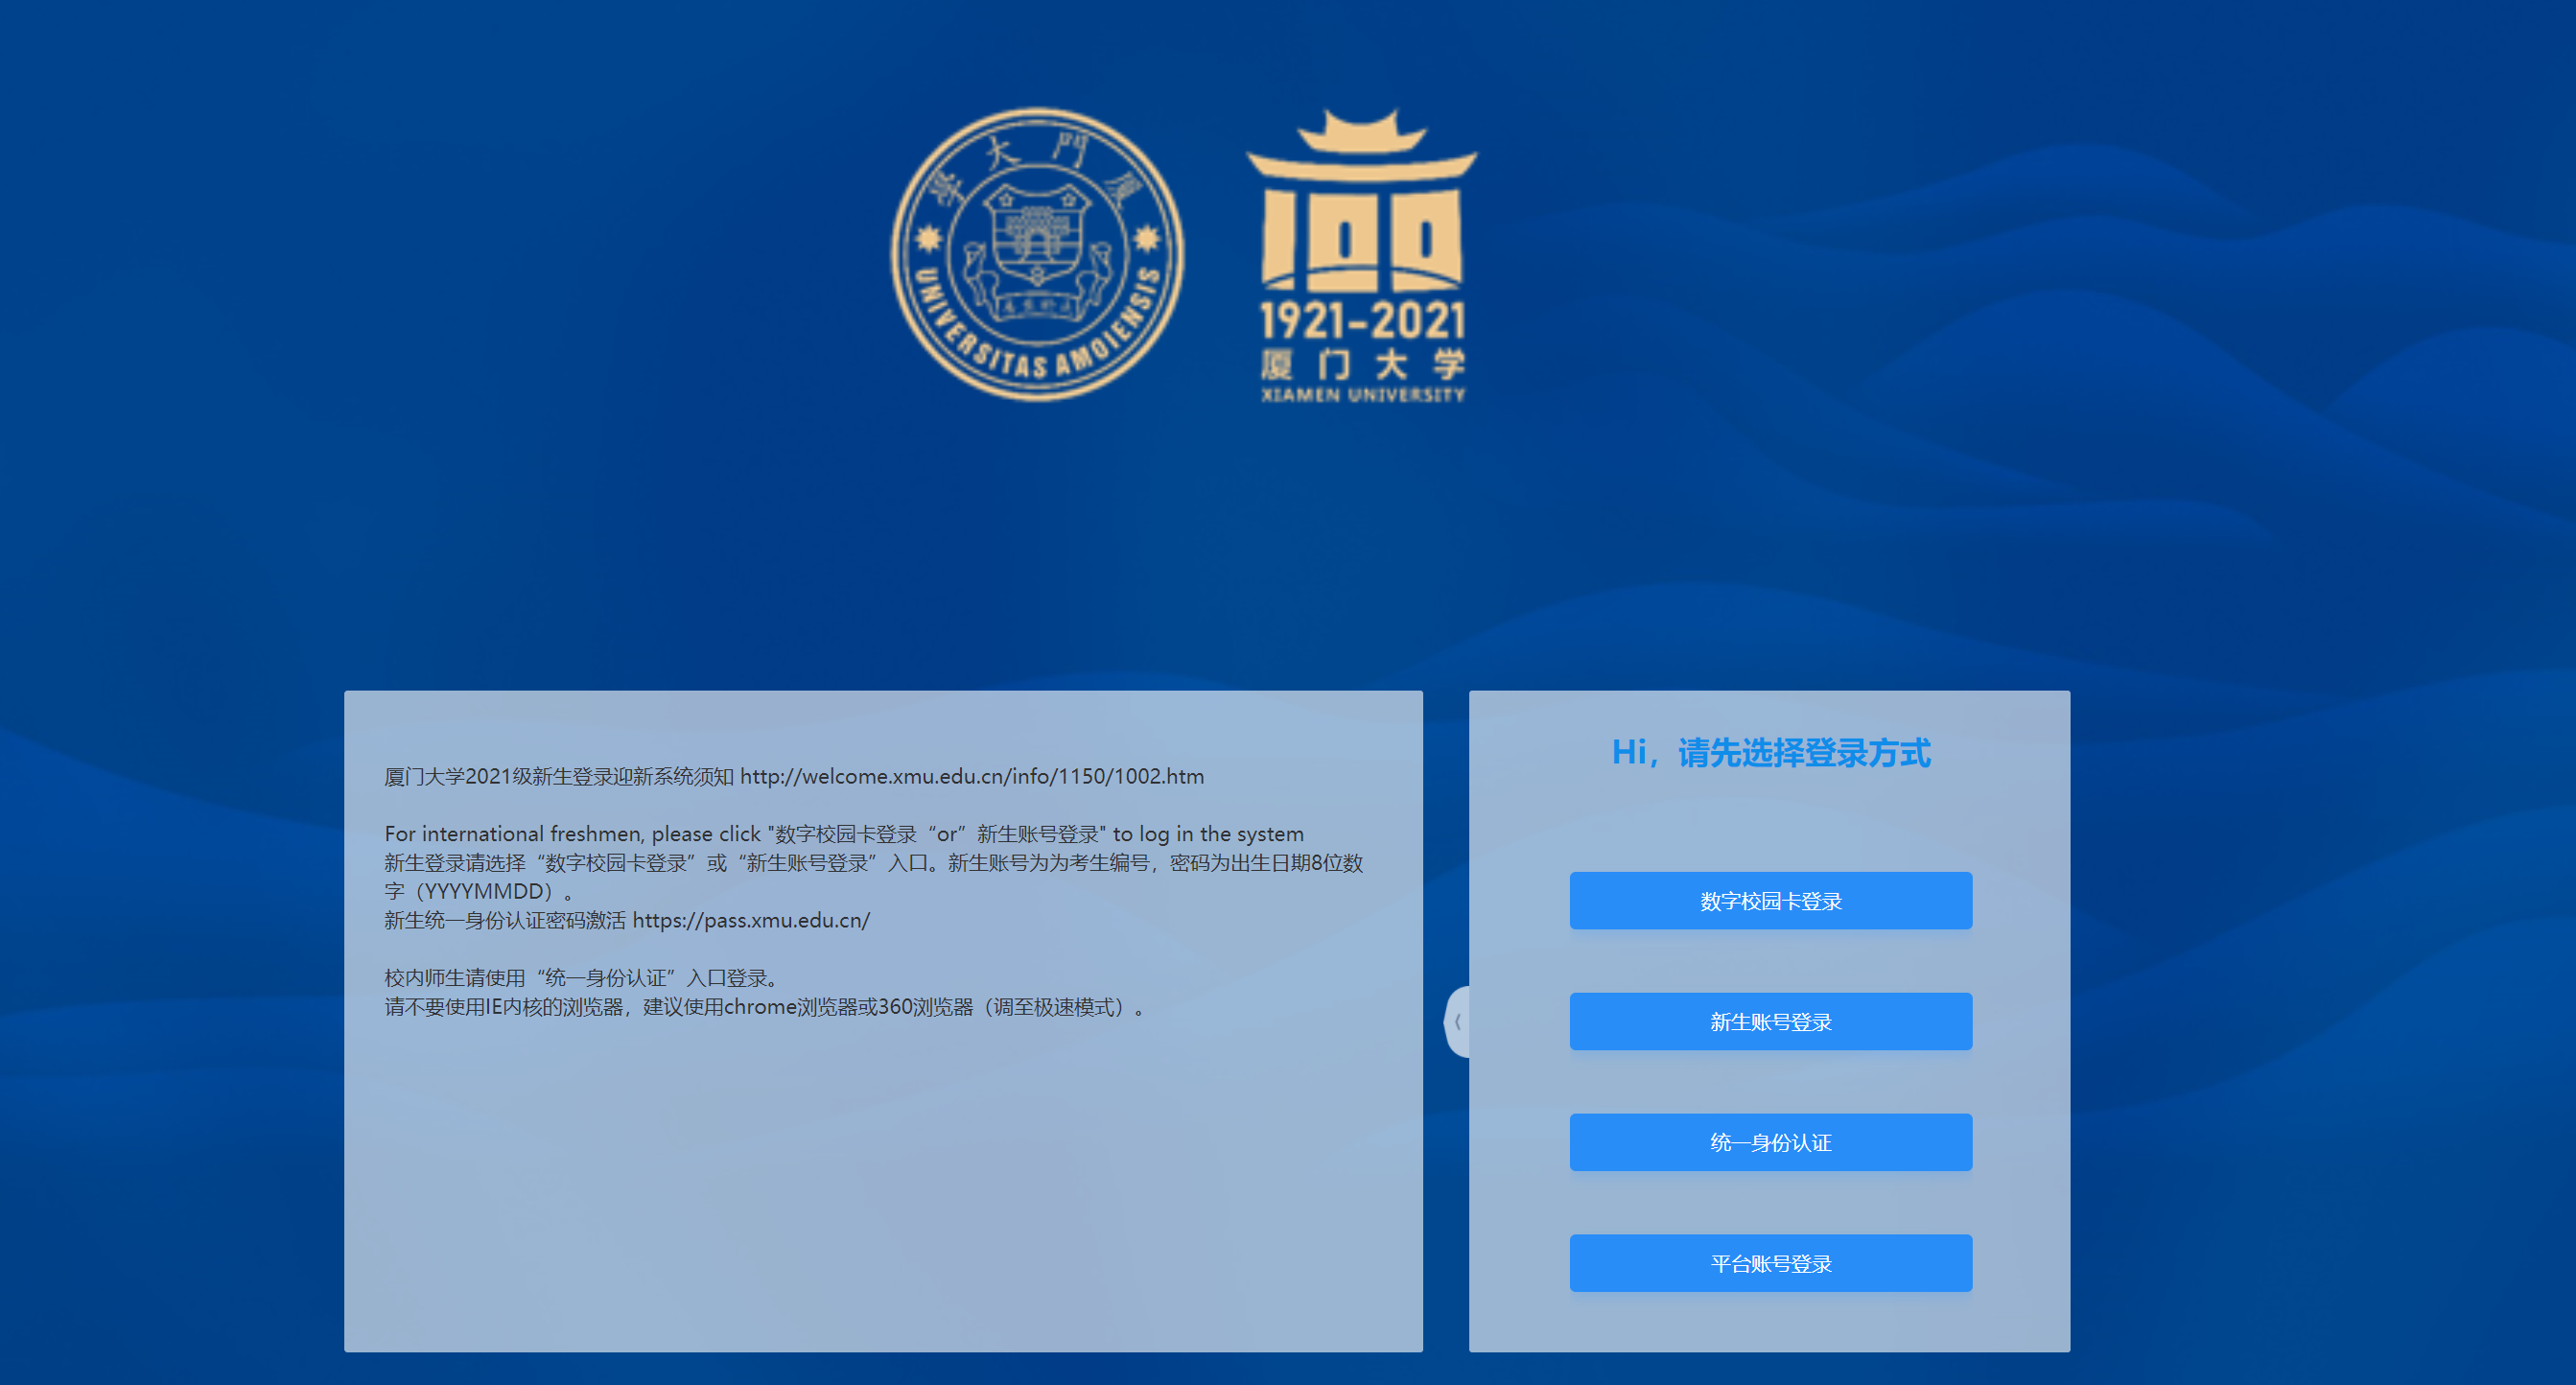 廈門大學
UNIVERSITAS AMOIENSIS
100
1921-2021
厦门大学
XIAMEN UNIVERSITY
厦门大学2021级新生登录迎新系统须知 http://welcome.xmu.edu.cn/info/1150/1002.htm
For international freshmen, please click "数字校园卡登录“or”新生账号登录" to log in the system
新生登录请选择“数字校园卡登录”或“新生账号登录”入口。新生账号为为考生编号，密码为出生日期8位数
字（YYYYMMDD）。
新生统一身份认证密码激活 https://pass.xmu.edu.cn/
校内师生请使用“统一身份认证”入口登录。
请不要使用IE内核的浏览器，建议使用chrome浏览器或360浏览器（调至极速模式）。
Hi，请先选择登录方式
数字校园卡登录
新生账号登录
统一身份认证
平台账号登录